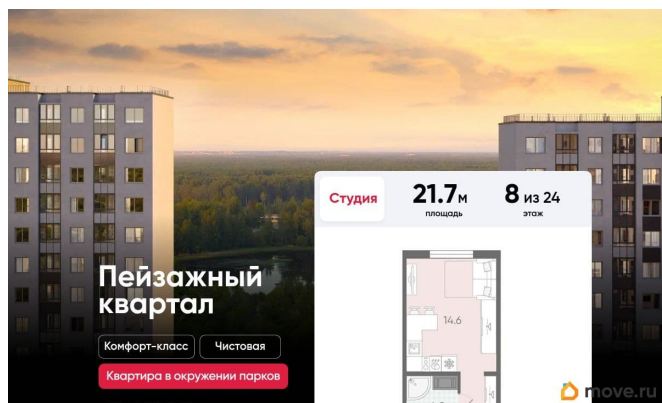 Студия
21.7 м
площадь
8 из 24
этаж
Пейзажный
квартал
14.6
Комфорт-класс
Чистовая
Квартира в окружении парков
move.ru